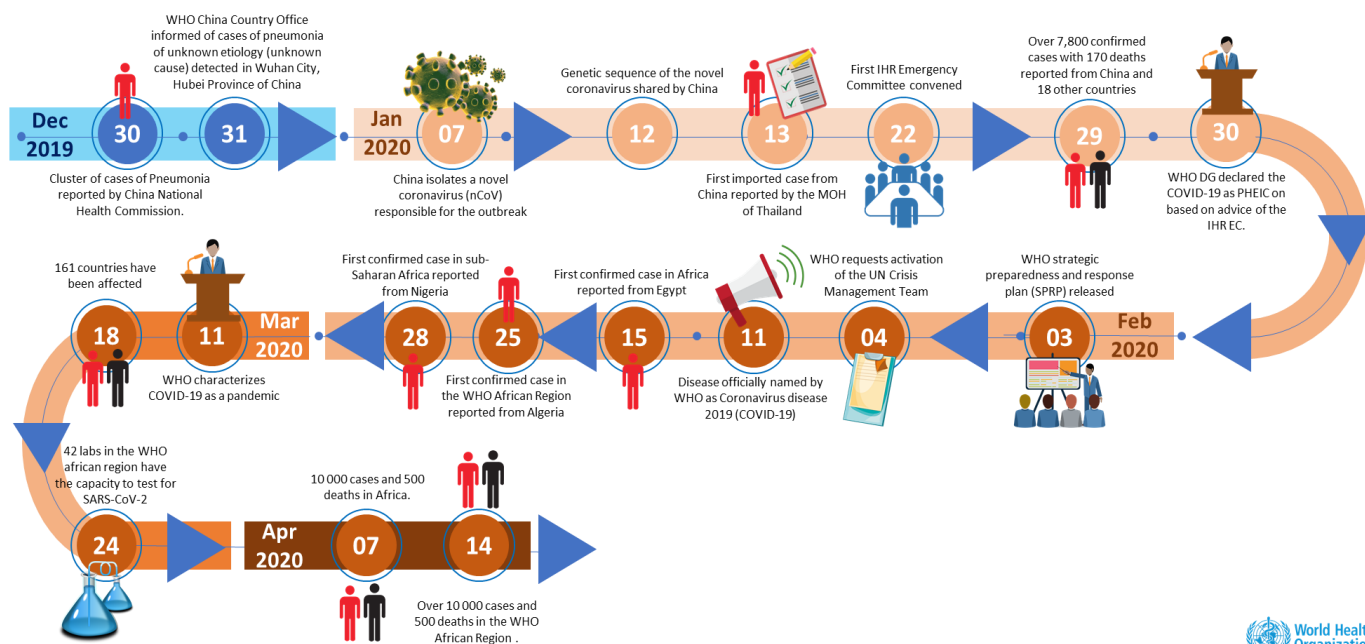 WHO China Country Office
informed of cases of pneumonia
of unknown etiology (unknown
cause) detected in Wuhan City,
Hubei Province of China
Dec
2019
30
31
Cluster of cases of Pneumonia
reported by China National
Health Commission.
Jan
2020
07
China isolates a novel
coronavirus (nCoV)
responsible for the outbreak
Genetic sequence of the novel
coronavirus shared by China
12
13
First imported case from
China reported by the MOH
of Thailand
First IHR Emergency
Committee convened
22
Over 7,800 confirmed
cases with 170 deaths
reported from China and
18 other countries
29
30
WHO DG declared the
COVID-19 as PHEIC on
based on advice of the
IHR EC.
Feb
2020
WHO strategic
preparedness and response
plan (SPRP) released
03
WHO requests activation
of the UN Crisis
Management Team
04
11
Disease officially named by
WHO as Coronavirus disease
2019 (COVID-19)
First confirmed case in Africa
reported from Egypt
15
25
First confirmed case in
the WHO African Region
reported from Algeria
First confirmed case in sub-
Saharan Africa reported
from Nigeria
28
Mar
2020
11
WHO characterizes
COVID-19 as a pandemic
161 countries have
been affected
18
42 labs in the WHO
african region have
the capacity to test for
SARS-CoV-2
24
Apr
2020
10 000 cases and 500
deaths in Africa.
07
14
Over 10 000 cases and
500 deaths in the WHO
African Region .
World Healt
Organizatio